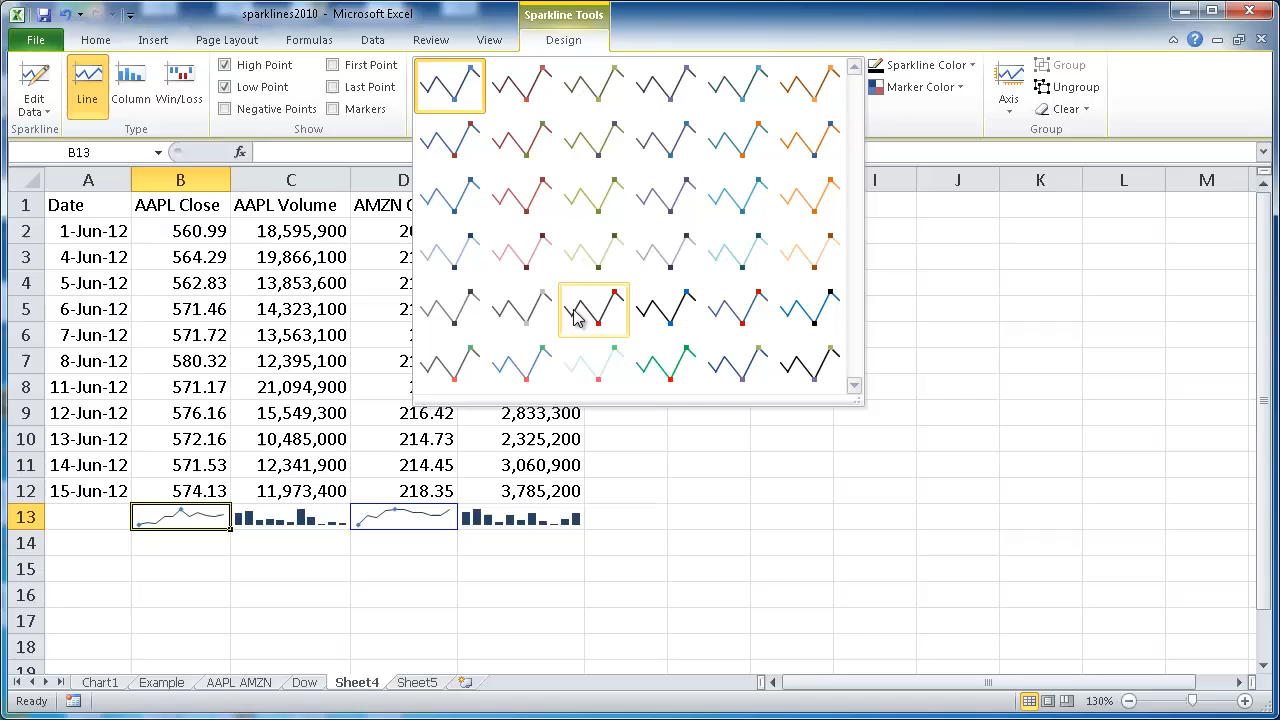 sparklines2010 - Microsoft Excel
Sparkline Tools
File Home Insert Page Layout Formulas Data Review View Design
Edit Data
Line
Column
Win/Loss
High Point
Low Point
Negative Points
First Point
Last Point
Markers
Sparkline Color
Marker Color
Axis
Group
Ungroup
Clear
Sparkline Type Show Group
B13 fx
A B C D I J K L M
1 Date AAPL Close AAPL Volume AMZN C
2 1-Jun-12 560.99 18,595,900 20
3 4-Jun-12 564.29 19,866,100 21
4 5-Jun-12 562.83 13,853,600 21
5 6-Jun-12 571.46 14,323,100 21
6 7-Jun-12 571.72 13,563,100 21
7 8-Jun-12 580.32 12,395,100 21
8 11-Jun-12 571.17 21,094,900 2
9 12-Jun-12 576.16 15,549,300 216.42 2,833,300
10 13-Jun-12 572.16 10,485,000 214.73 2,325,200
11 14-Jun-12 571.53 12,341,900 214.45 3,060,900
12 15-Jun-12 574.13 11,973,400 218.35 3,785,200
13
14
15
16
17
18
19
Chart1 Example AAPL AMZN Dow Sheet4 Sheet5
Ready 130%